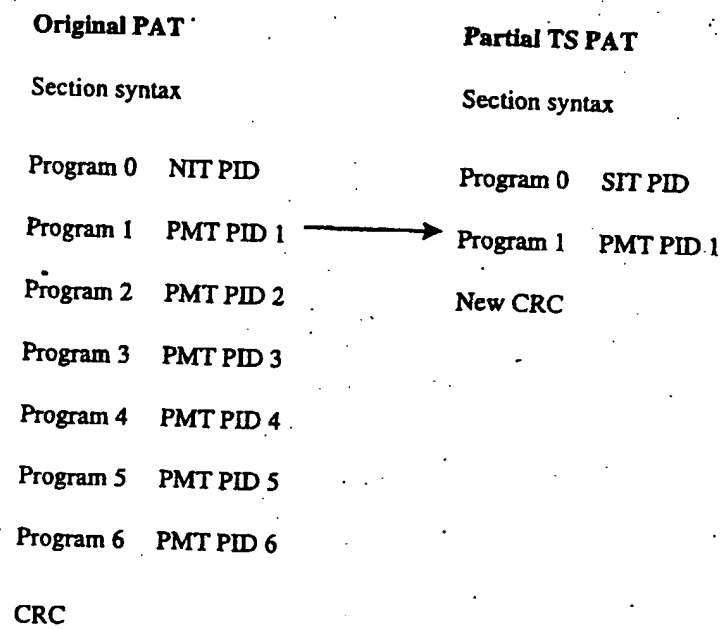 Original PAT
Section syntax
Program 0 NIT PID
Program 1 PMT PID 1
Program 2 PMT PID 2
Program 3 PMT PID 3
Program 4 PMT PID 4
Program 5 PMT PID 5
Program 6 PMT PID 6
CRC
Partial TS PAT
Section syntax
Program 0 SIT PID
Program 1 PMT PID 1
New CRC